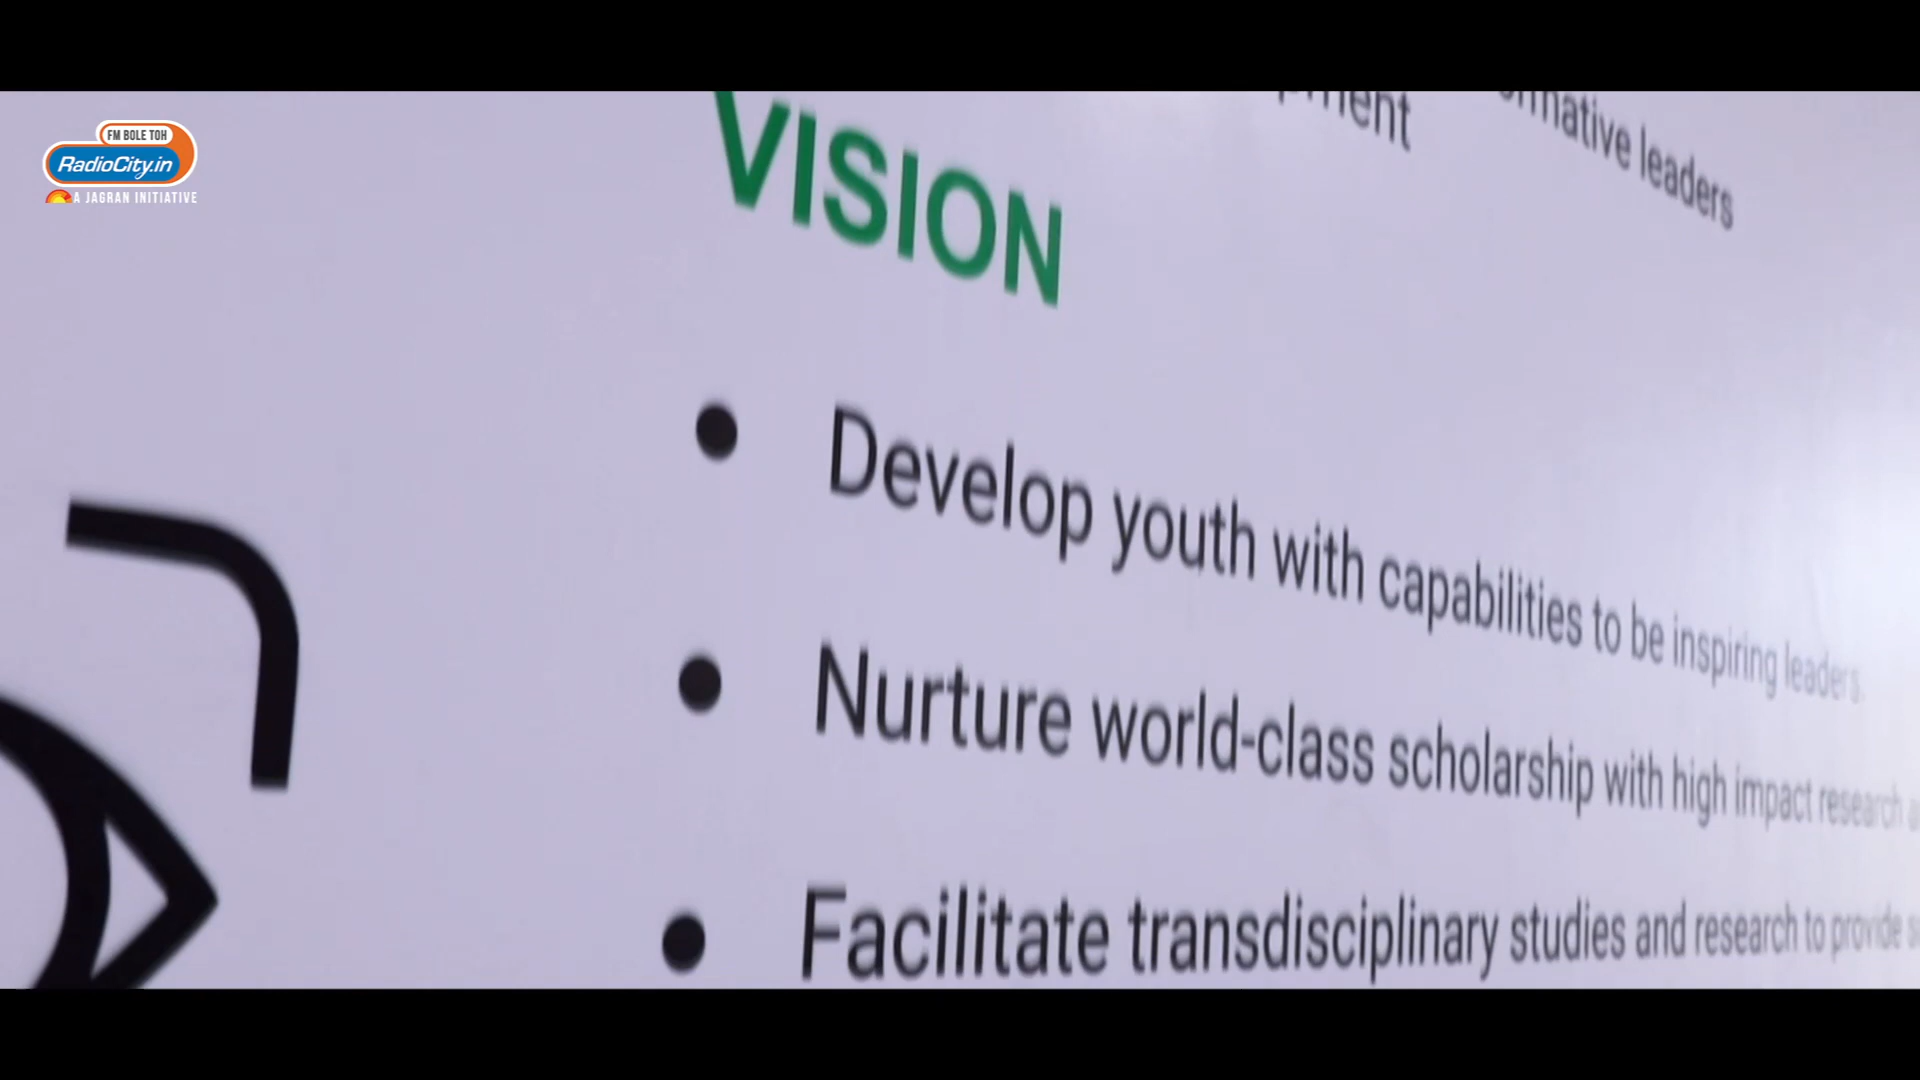 FM BOLE TOH
RadioCity.in
A JAGRAN INITIATIVE
leaders
VISION
• Develop youth with capabilities to be inspiring leaders.
• Nurture world-class scholarship with high impact research
• Facilitate transdisciplinary studies and research to provide